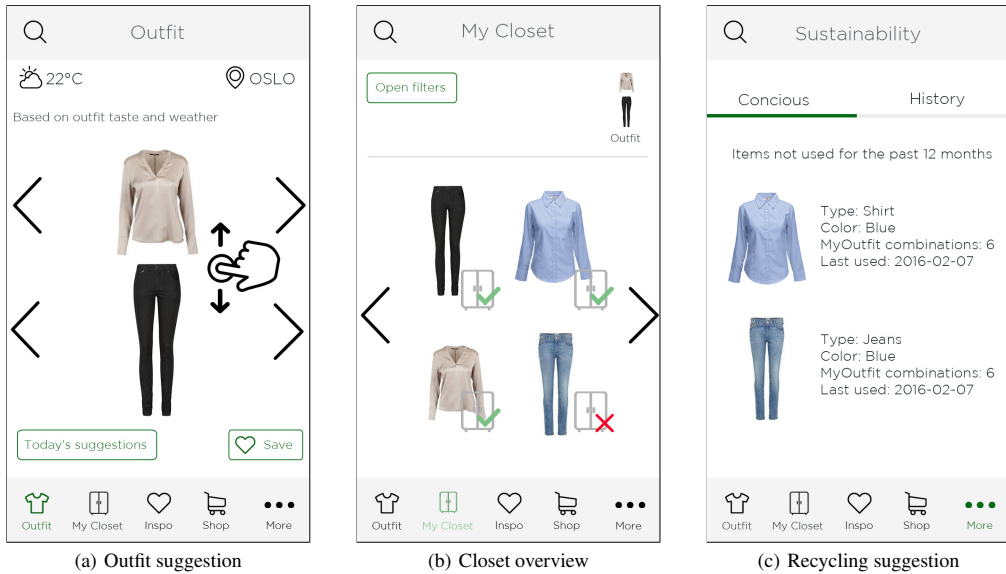 Outfit
22°C
OSLO
Based on outfit taste and weather
Today's suggestions
Save
Outfit
My Closet
Inspo
Shop
More
(a) Outfit suggestion
My Closet
Open filters
Outfit
Outfit
My Closet
Inspo
Shop
More
(b) Closet overview
Sustainability
Concious
History
Items not used for the past 12 months
Type: Shirt
Color: Blue
MyOutfit combinations: 6
Last used: 2016-02-07
Type: Jeans
Color: Blue
MyOutfit combinations: 6
Last used: 2016-02-07
Outfit
My Closet
Inspo
Shop
More
(c) Recycling suggestion